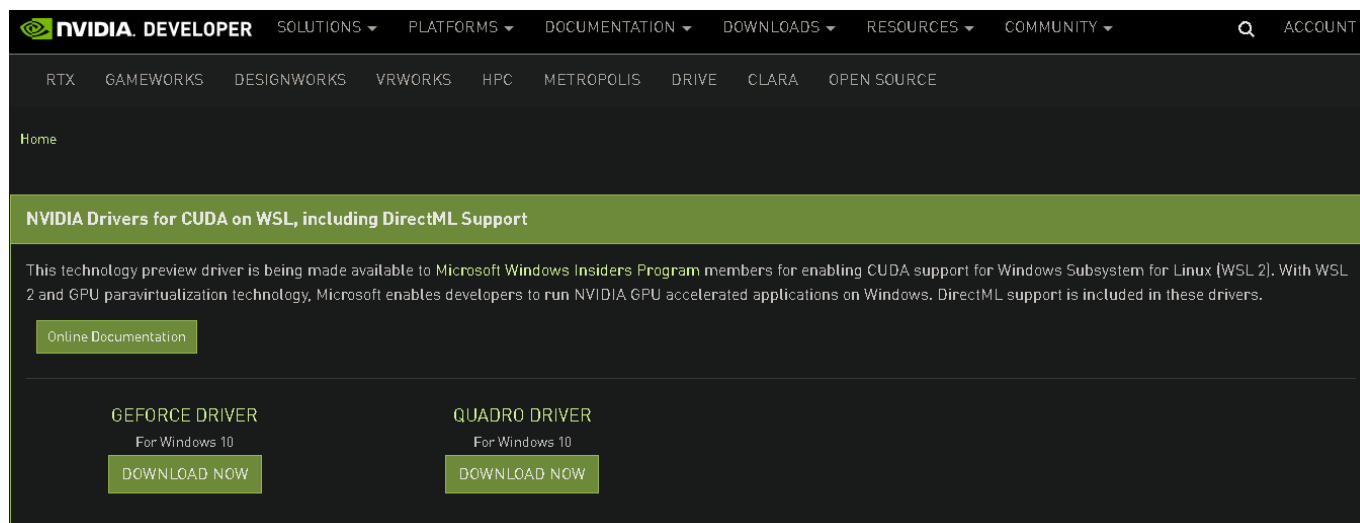 NVIDIA. DEVELOPER SOLUTIONS PLATFORMS DOCUMENTATION DOWNLOADS RESOURCES COMMUNITY ACCOUNT
RTX GAMEWORKS DESIGNWORKS VRWORKS HPC METROPOLIS DRIVE CLARA OPEN SOURCE
Home
NVIDIA Drivers for CUDA on WSL, including DirectML Support
This technology preview driver is being made available to Microsoft Windows Insiders Program members for enabling CUDA support for Windows Subsystem for Linux (WSL 2). With WSL
2 and GPU paravirtualization technology, Microsoft enables developers to run NVIDIA GPU accelerated applications on Windows. DirectML support is included in these drivers.
Online Documentation
GEFORCE DRIVER QUADRO DRIVER
For Windows 10 For Windows 10
DOWNLOAD NOW DOWNLOAD NOW